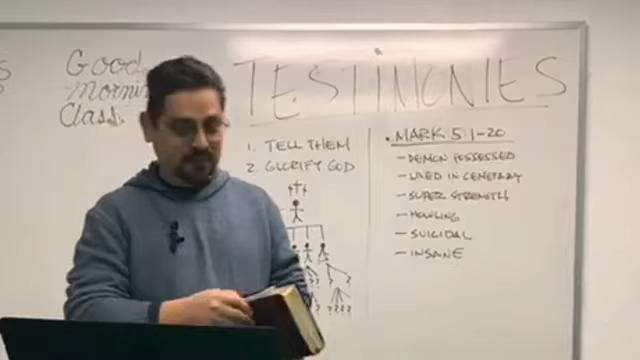 Good
Mornin
Class.
TESTIMONIES
1. TELL THEM
2. GLORIFY GOD
• MARK 5:1-20
- DEMON POSSESSED
- LIVED IN CEMETARY
- SUPER STRENGTH
- HOWLING
- SUICIDAL
- INSANE
? ? ? ? ?